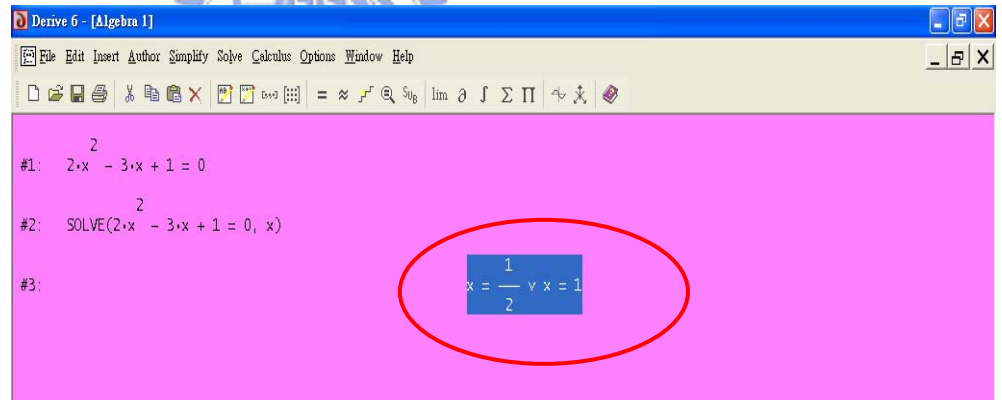 Derive 6 - [Algebra 1]
File Edit Insert Author Simplify Solve Calculus Options Window Help
= ≈ SUB lim ∂ ∫ Σ Π
#1: 2·x² - 3·x + 1 = 0
#2: SOLVE(2·x² - 3·x + 1 = 0, x)
#3: x = 1/2 ∨ x = 1